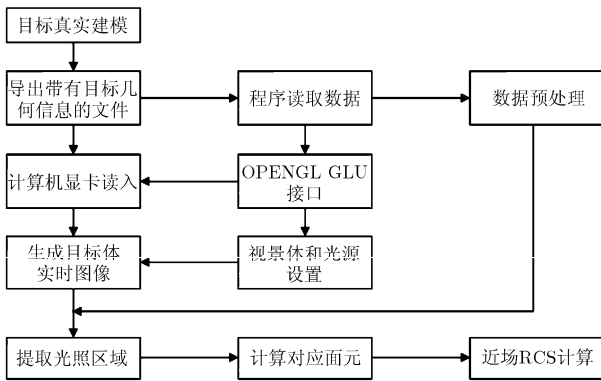 目标真实建模
导出带有目标几
何信息的文件
程序读取数据
数据预处理
计算机显卡读入
OPENGL GLU
接口
生成目标体
实时图像
视景体和光源
设置
提取光照区域
计算对应面元
近场RCS计算